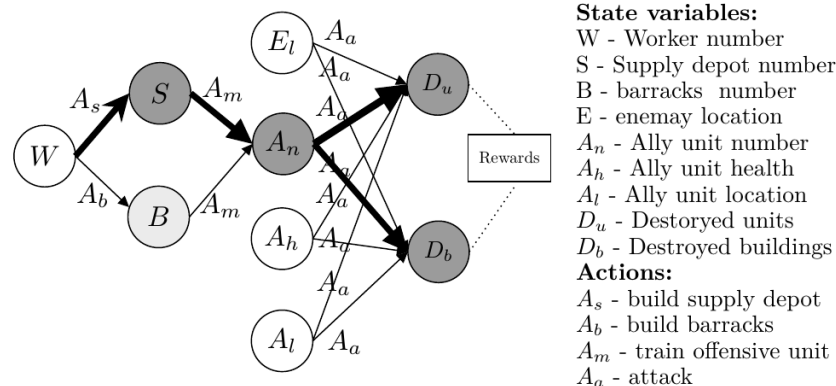 State variables:
W - Worker number
S - Supply depot number
B - barracks number
E - enemay location
A_n - Ally unit number
A_h - Ally unit health
A_l - Ally unit location
D_u - Destoryed units
D_b - Destroyed buildings
Actions:
A_s - build supply depot
A_b - build barracks
A_m - train offensive unit
A_a - attack
W
A_s
A_b
S
B
A_m
A_m
E_l
A_n
A_h
A_l
A_a
A_a
A_a
A_a
A_a
A_a
A_a
A_a
D_u
D_b
Rewards